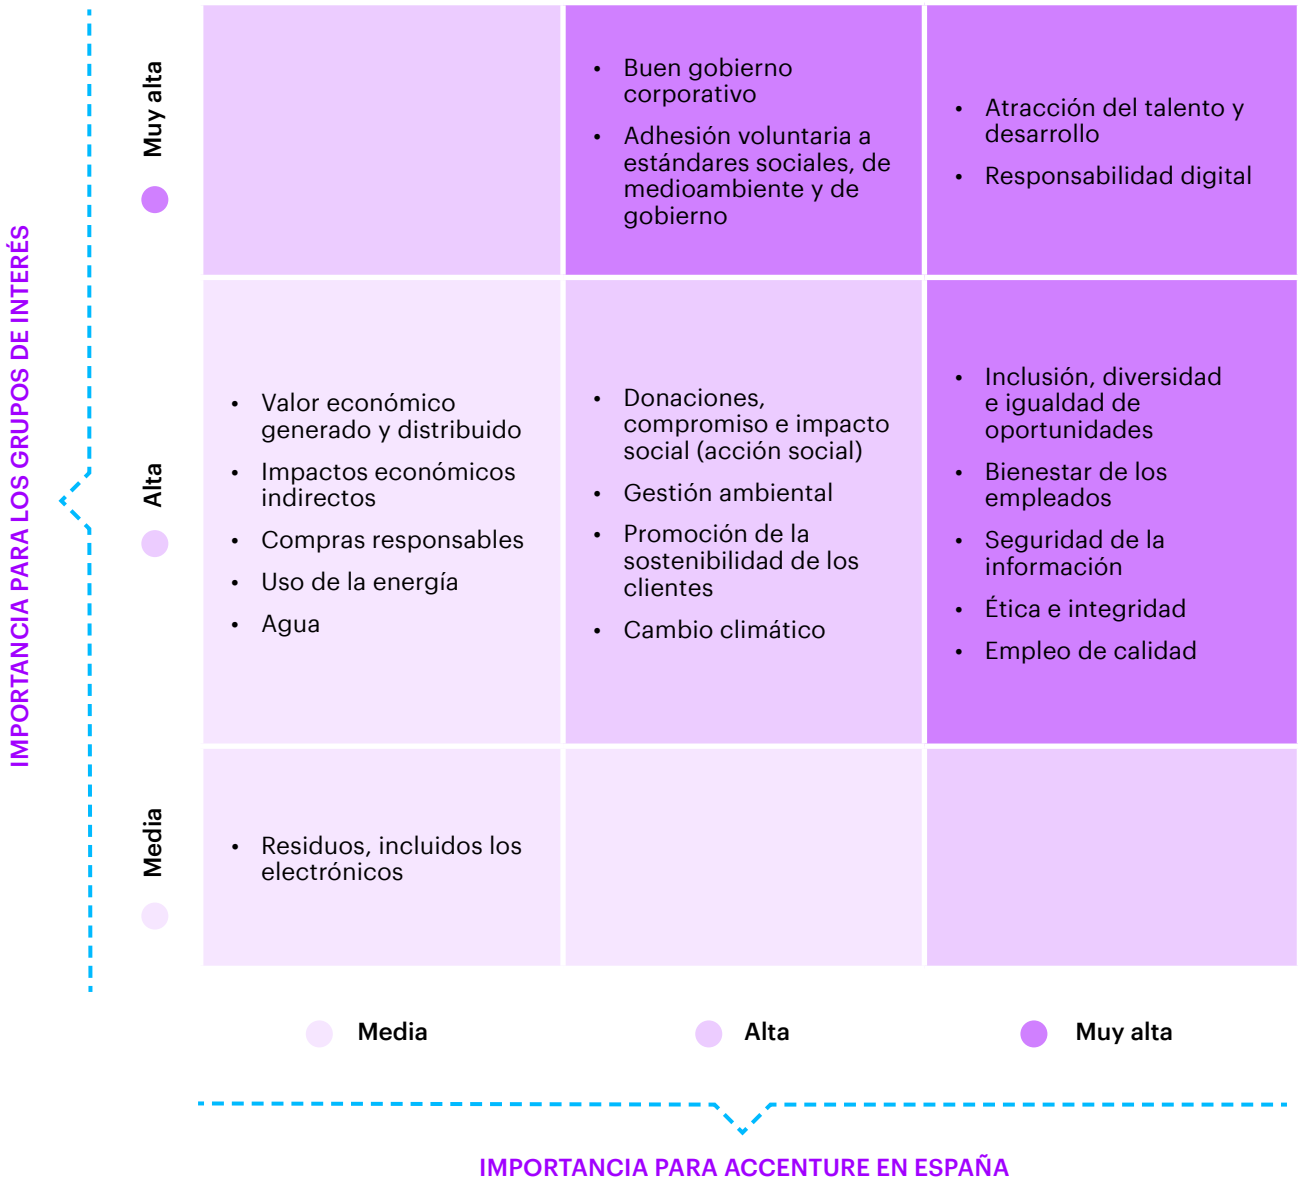 IMPORTANCIA PARA LOS GRUPOS DE INTERÉS
Muy alta
• Buen gobierno
corporativo
• Adhesión voluntaria a
estándares sociales, de
medioambiente y de
gobierno
• Atracción del talento y
desarrollo
• Responsabilidad digital
Alta
• Valor económico
generado y distribuido
• Impactos económicos
indirectos
• Compras responsables
• Uso de la energía
• Agua
• Donaciones,
compromiso e impacto
social (acción social)
• Gestión ambiental
• Promoción de la
sostenibilidad de los
clientes
• Cambio climático
• Inclusión, diversidad
e igualdad de
oportunidades
• Bienestar de los
empleados
• Seguridad de la
información
• Ética e integridad
• Empleo de calidad
Media
• Residuos, incluidos los
electrónicos
Media
Alta
Muy alta
IMPORTANCIA PARA ACCENTURE EN ESPAÑA